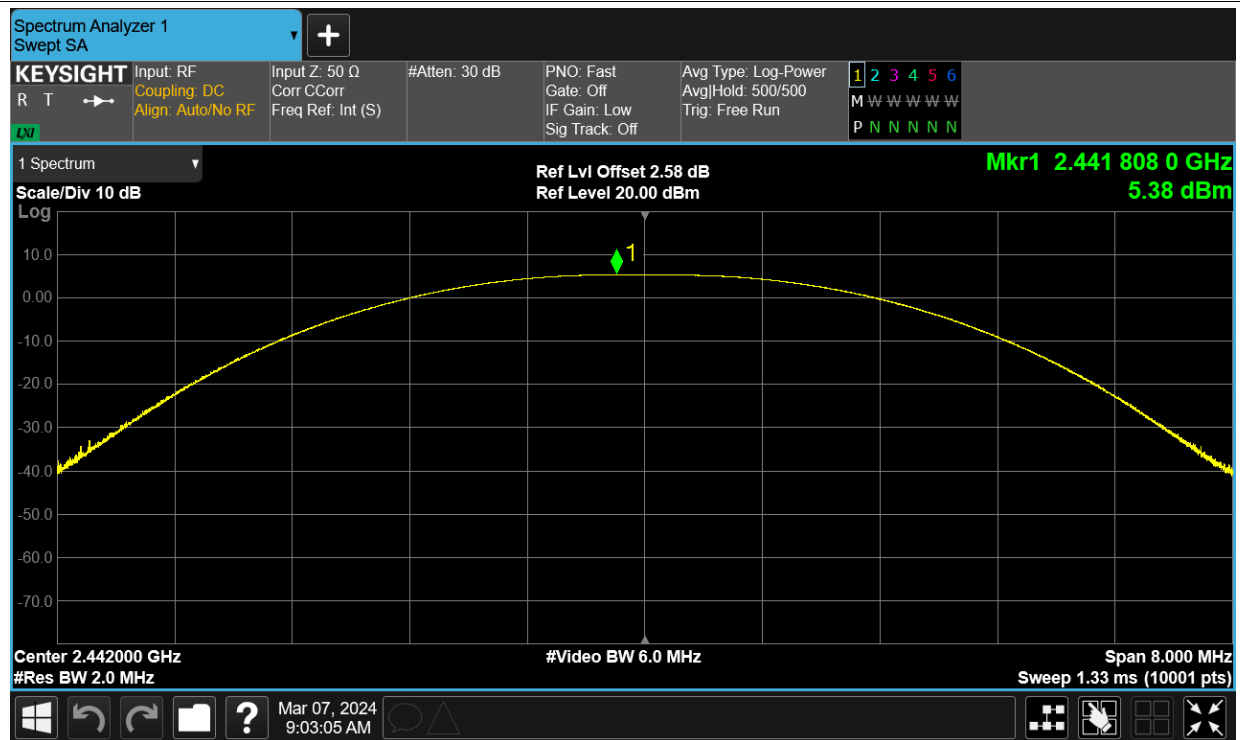 Spectrum Analyzer 1
Swept SA
+
KEYSIGHT
R T
LXI
Input: RF
Coupling: DC
Align: Auto/No RF
Input Z: 50 Ω
Corr CCorr
Freq Ref: Int (S)
#Atten: 30 dB
PNO: Fast
Gate: Off
IF Gain: Low
Sig Track: Off
Avg Type: Log-Power
Avg|Hold: 500/500
Trig: Free Run
1 2 3 4 5 6
M W W W W W
P N N N N N
1 Spectrum
Scale/Div 10 dB
Log
Ref Lvl Offset 2.58 dB
Ref Level 20.00 dBm
Mkr1 2.441 808 0 GHz
5.38 dBm
1
10.0
0.00
-10.0
-20.0
-30.0
-40.0
-50.0
-60.0
-70.0
Center 2.442000 GHz
#Res BW 2.0 MHz
#Video BW 6.0 MHz
Span 8.000 MHz
Sweep 1.33 ms (10001 pts)
?
Mar 07, 2024
9:03:05 AM